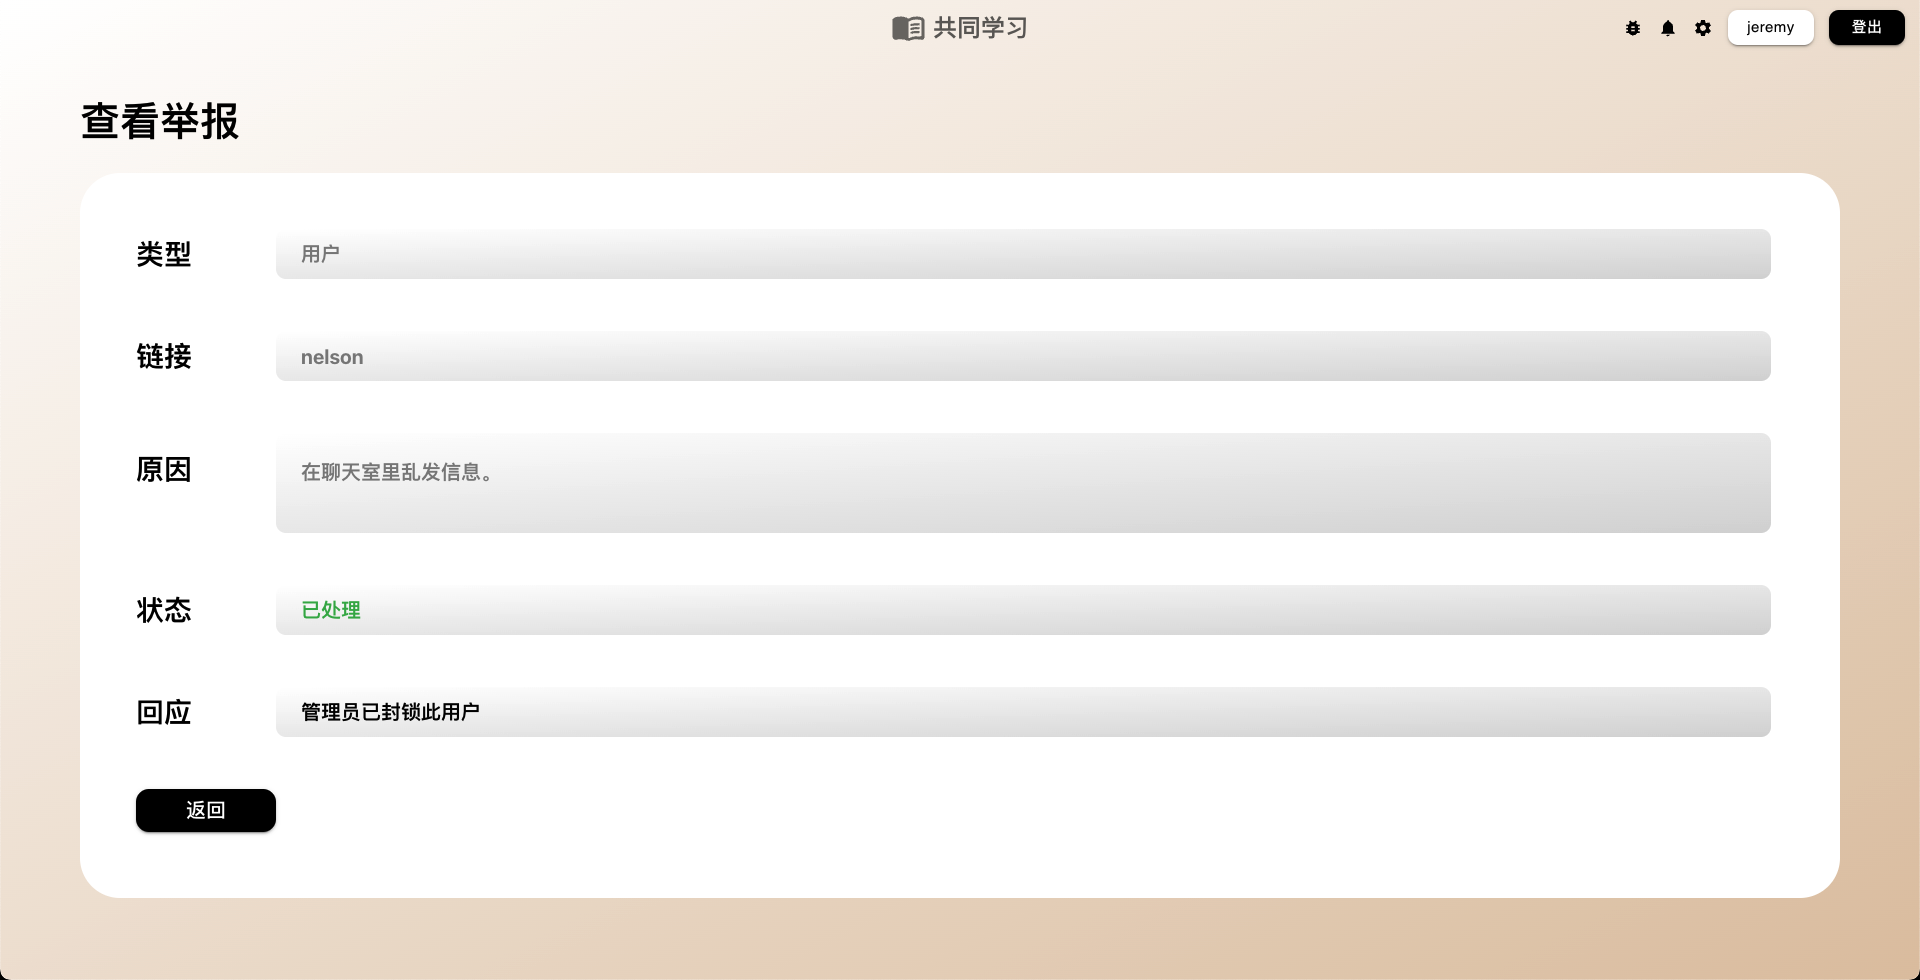 共同学习
jeremy
登出
查看举报
类型
用户
链接
nelson
原因
在聊天室里乱发信息。
状态
已处理
回应
管理员已封锁此用户
返回